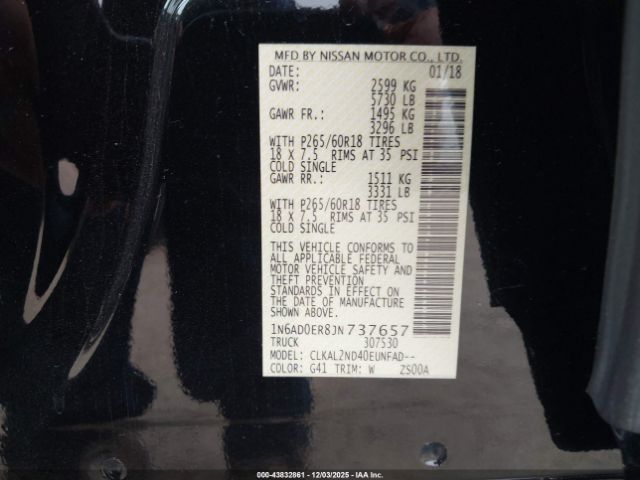 MFD BY NISSAN MOTOR CO., LTD.
DATE: 01/18
GVWR: 2599 KG
5730 LB
GAWR FR.: 1495 KG
3296 LB
WITH P265/60R18 TIRES
18 X 7.5 RIMS AT 35 PSI
COLD SINGLE
GAWR RR.: 1511 KG
3331 LB
WITH P265/60R18 TIRES
18 X 7.5 RIMS AT 35 PSI
COLD SINGLE
THIS VEHICLE CONFORMS TO
ALL APPLICABLE FEDERAL
MOTOR VEHICLE SAFETY AND
THEFT PREVENTION
STANDARDS IN EFFECT ON
THE DATE OF MANUFACTURE
SHOWN ABOVE.
1N6AD0ER8JN737657
TRUCK 307530
MODEL: CLKAL2ND40EUNFAD--
COLOR: G41 TRIM: W ZS00A
000-43832861 - 12/03/2025 - IAAI.COM